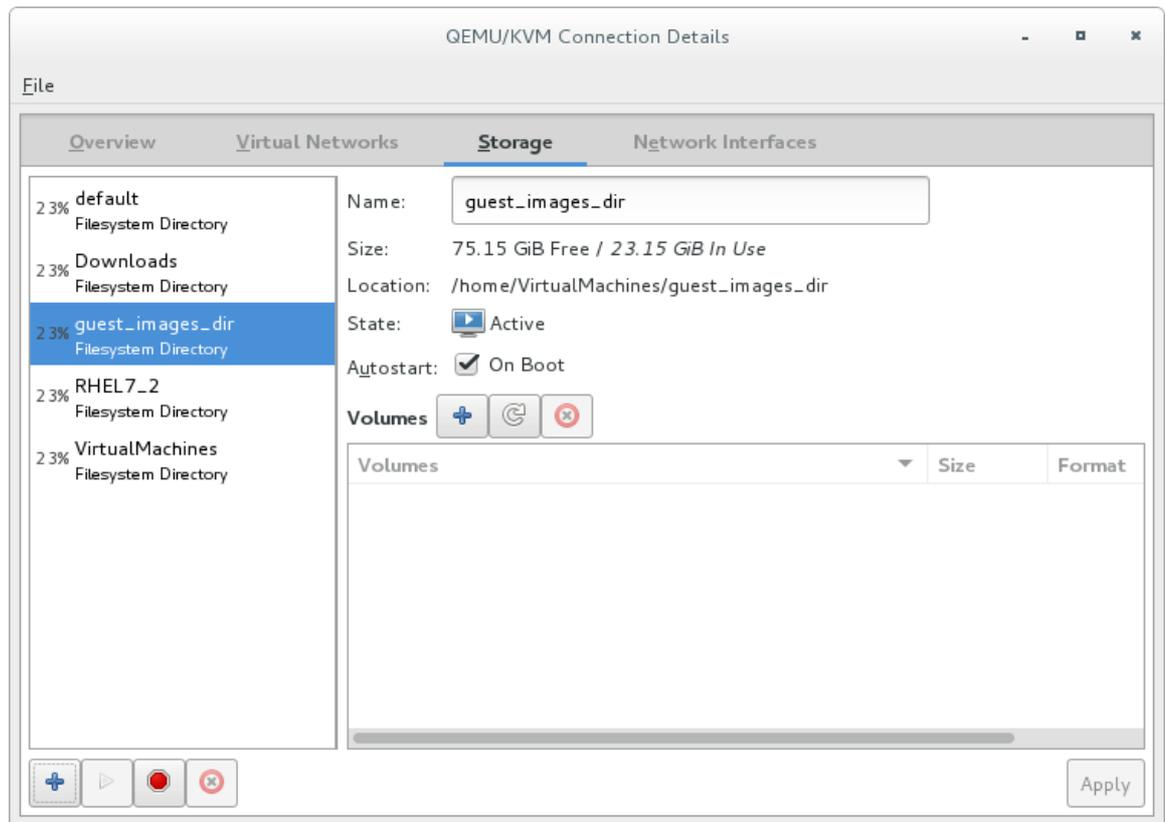 QEMU/KVM Connection Details
File
Overview Virtual Networks Storage Network Interfaces
23% default
Filesystem Directory
23% Downloads
Filesystem Directory
23% guest_images_dir
Filesystem Directory
23% RHEL7_2
Filesystem Directory
23% VirtualMachines
Filesystem Directory
Name: guest_images_dir
Size: 75.15 GiB Free / 23.15 GiB In Use
Location: /home/VirtualMachines/guest_images_dir
State: Active
Autostart: On Boot
Volumes
Volumes Size Format
Apply